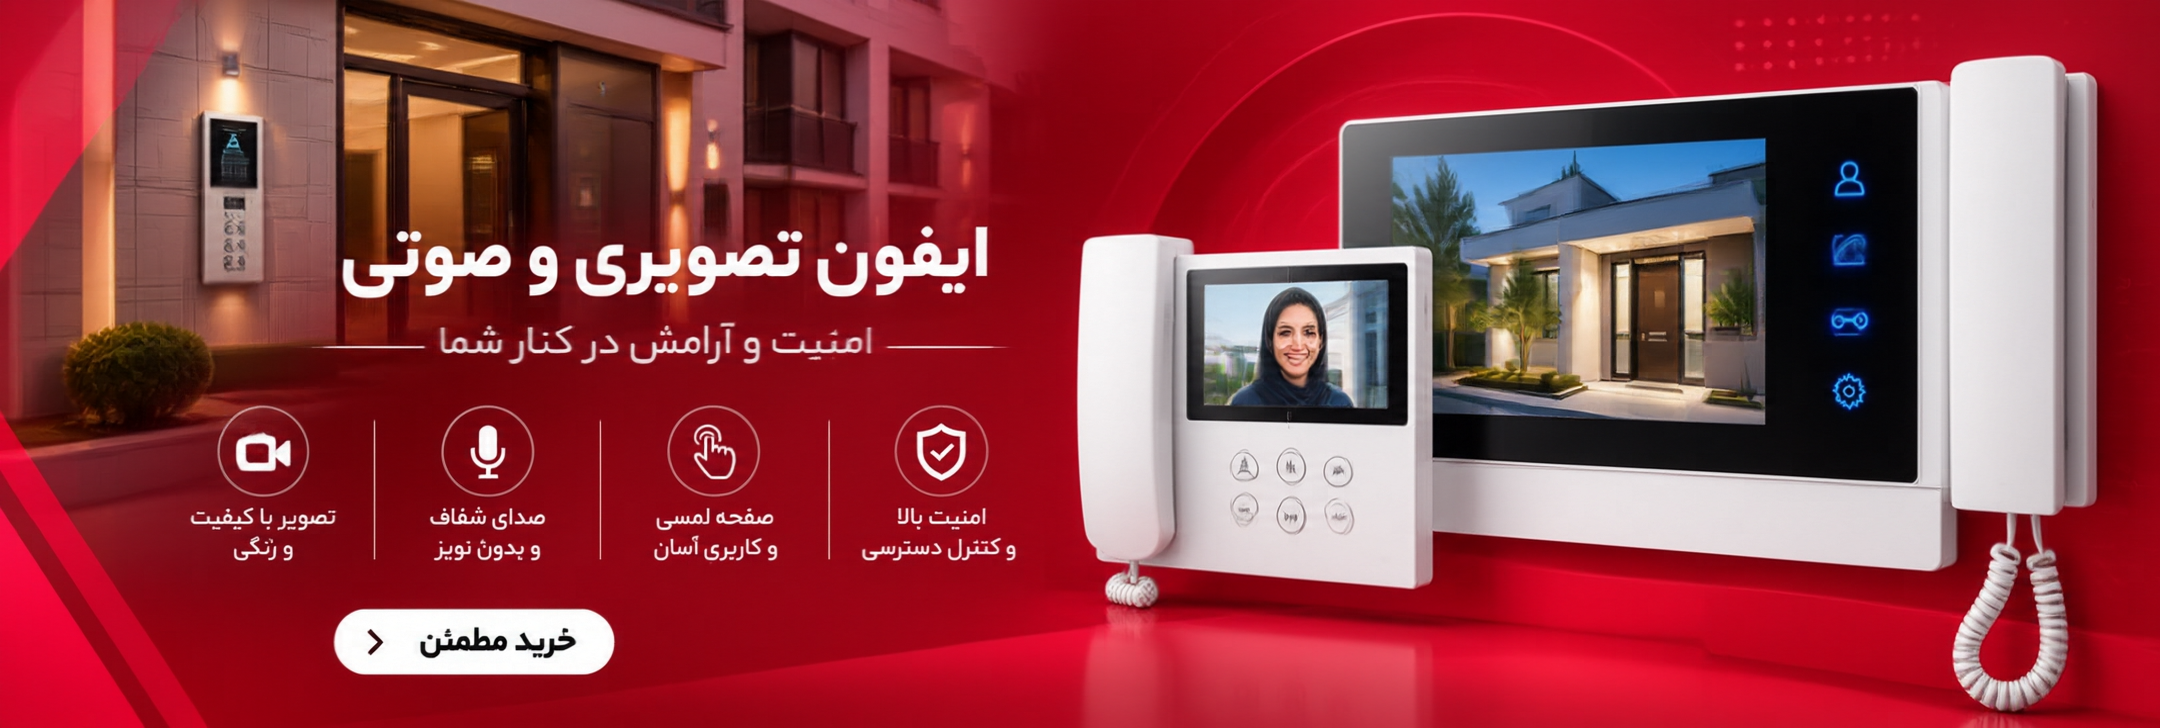 ایفون تصویری و صوتی
امنیت و آرامش در کنار شما
امنیت بالا
و کنترل دسترسی
صفحه لمسی
و کاربری آسان
صدای شفاف
و بدون نویز
تصویر با کیفیت
و رنگی
خرید مطمئن